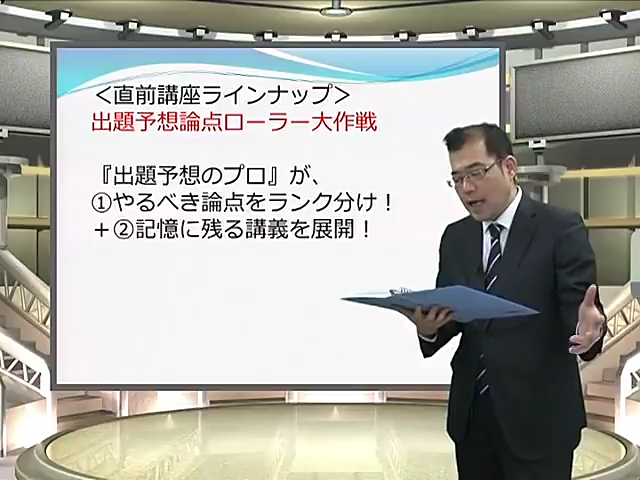 ＜直前講座ラインナップ＞
出題予想論点ローラー大作戦
『出題予想のプロ』が、
①やるべき論点をランク分け！
＋②記憶に残る講義を展開！